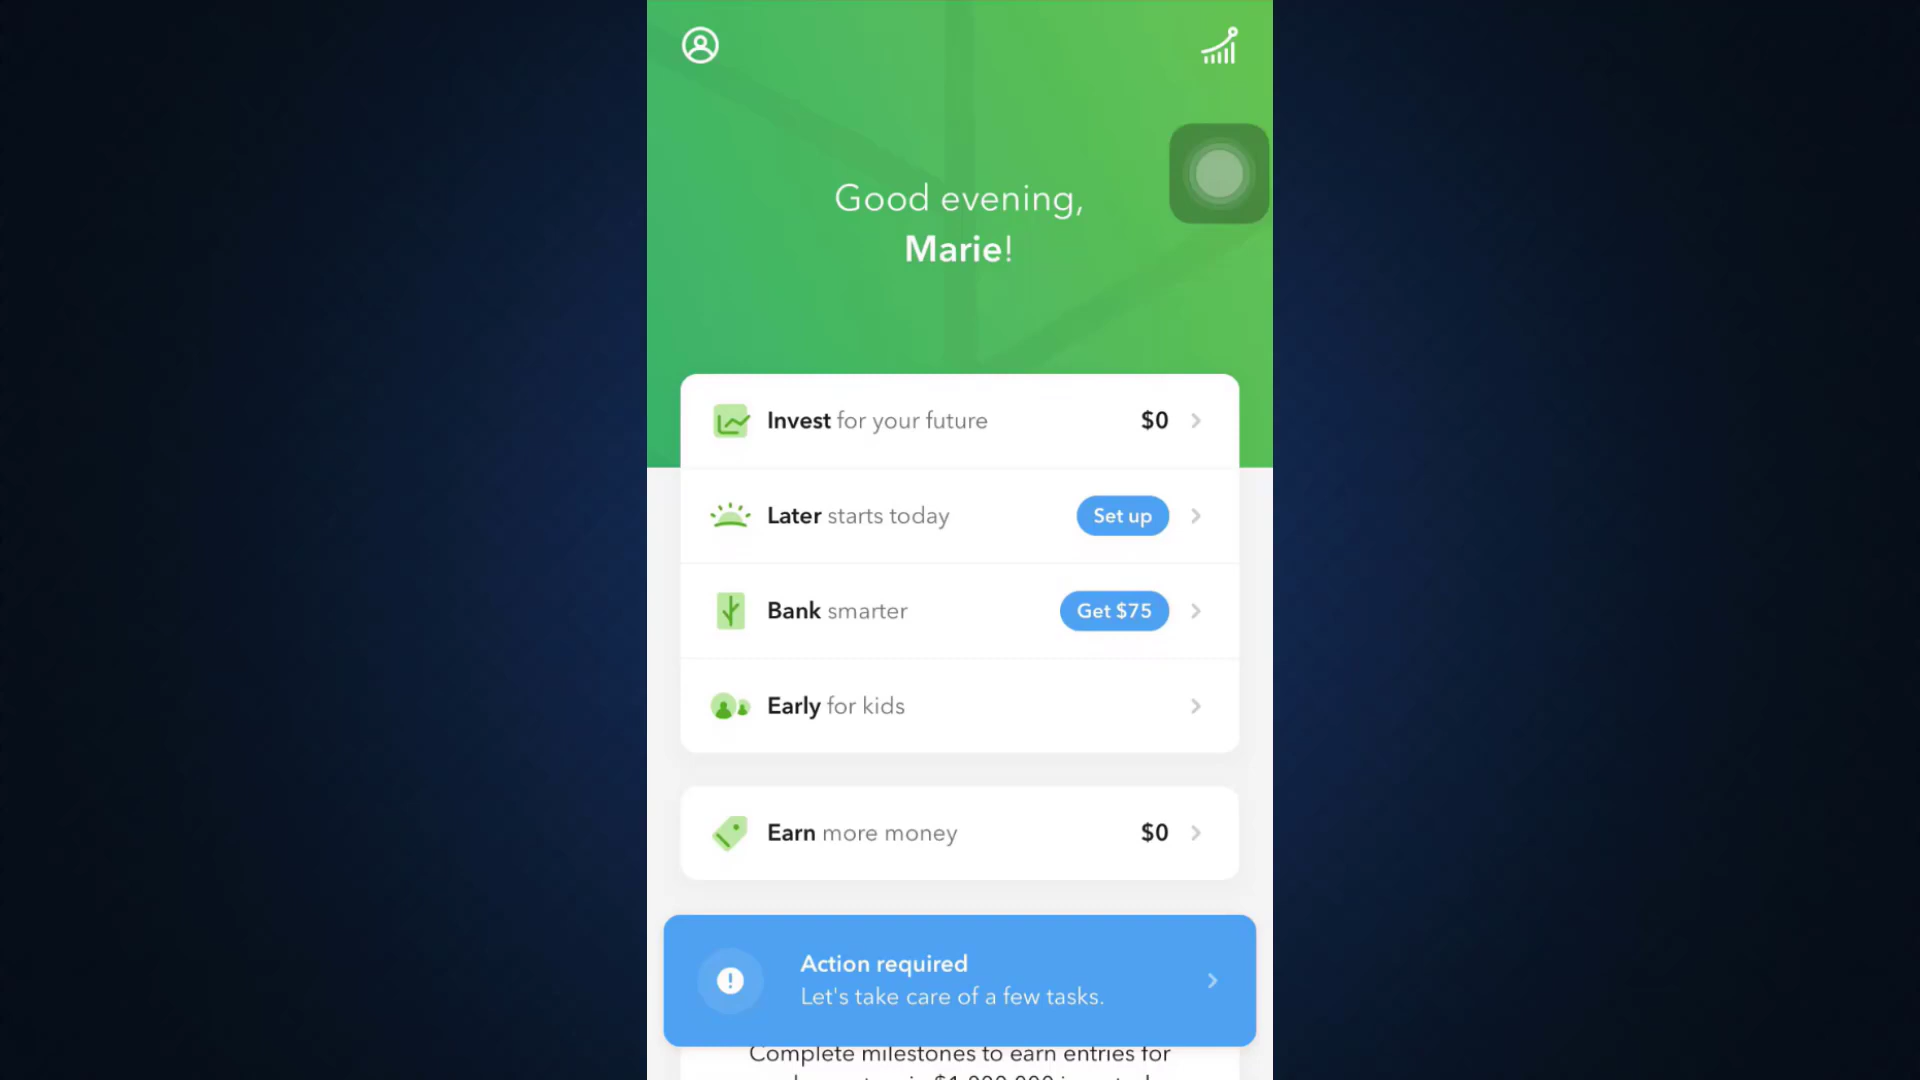 Good evening,
Marie!
Invest for your future $0
Later starts today Set up
Bank smarter Get $75
Early for kids
Earn more money $0
Action required
Let's take care of a few tasks.
Complete milestones to earn entries for